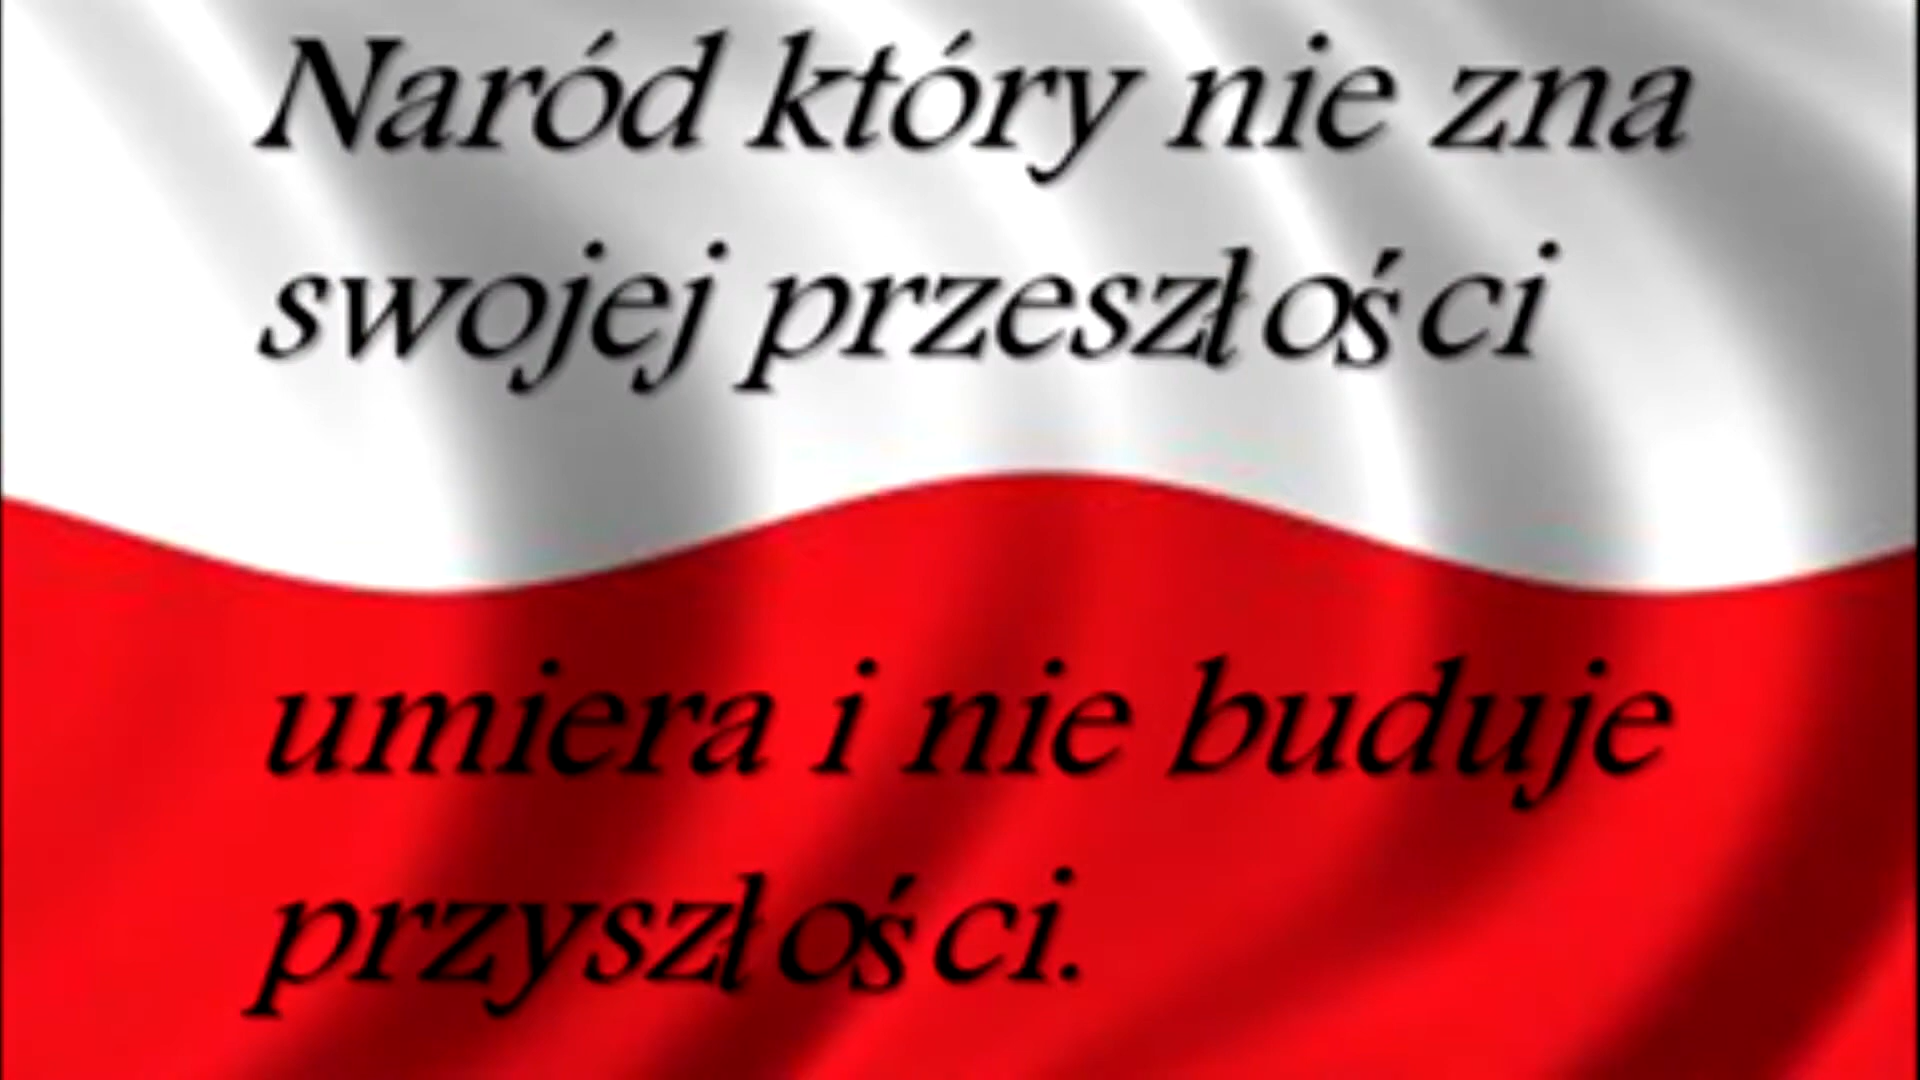 Naród który nie zna
swojej przeszłości
umiera i nie buduje
przyszłości.